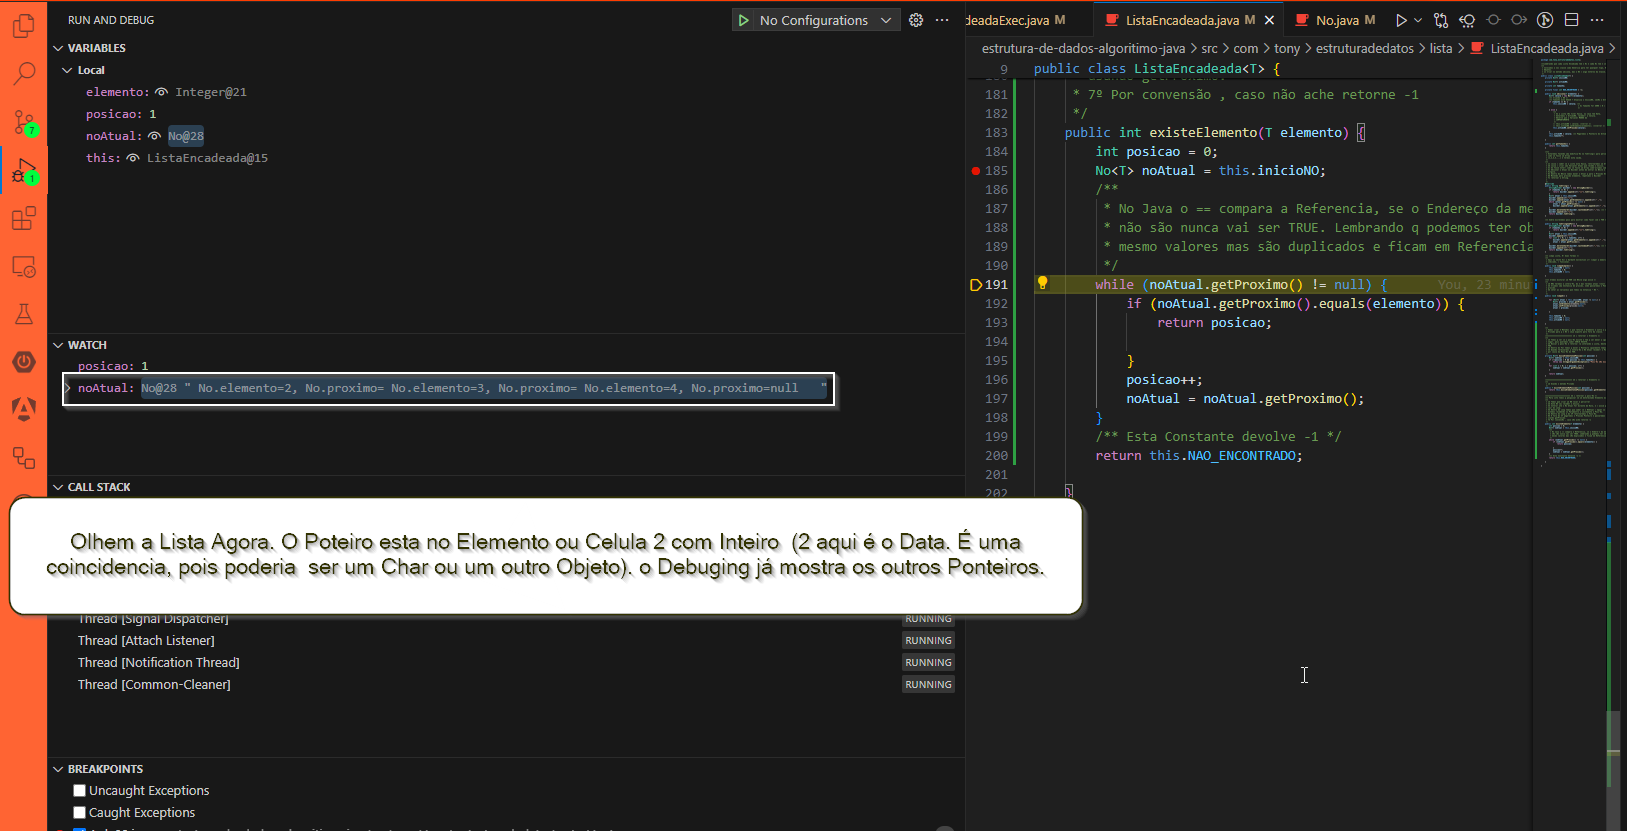 RUN AND DEBUG
No Configurations
VARIABLES
Local
elemento: Integer@21
posicao: 1
noAtual: No@28
this: ListaEncadeada@15
WATCH
posicao: 1
noAtual: No@28 " No.elemento=2, No.proximo= No.elemento=3, No.proximo= No.elemento=4, No.proximo=null "
CALL STACK
Olhem a Lista Agora. O Poteiro esta no Elemento ou Celula 2 com Inteiro (2 aqui é o Data. É uma
coincidencia, pois poderia ser um Char ou um outro Objeto). o Debuging já mostra os outros Ponteiros.
Thread [Signal Dispatcher] RUNNING
Thread [Attach Listener] RUNNING
Thread [Notification Thread] RUNNING
Thread [Common-Cleaner] RUNNING
BREAKPOINTS
Uncaught Exceptions
Caught Exceptions
7
1
deadaExec.java M ListaEncadeada.java M No.java M
estrutura-de-dados-algoritimo-java > src > com > tony > estruturadedatos > lista > ListaEncadeada.java >
9 public class ListaEncadeada<T> {
181 * 7º Por convensão , caso não ache retorne -1
182 */
183 public int existeElemento(T elemento) {
184 int posicao = 0;
185 No<T> noAtual = this.inicioNO;
186 /**
187 * No Java o == compara a Referencia, se o Endereço da me
188 * não são nunca vai ser TRUE. Lembrando q podemos ter ob
189 * mesmo valores mas são duplicados e ficam em Referencia
190 */
191 while (noAtual.getProximo() != null) { You, 23 minu
192 if (noAtual.getProximo().equals(elemento)) {
193 return posicao;
194
195 }
196 posicao++;
197 noAtual = noAtual.getProximo();
198 }
199 /** Esta Constante devolve -1 */
200 return this.NAO_ENCONTRADO;
201
202 }